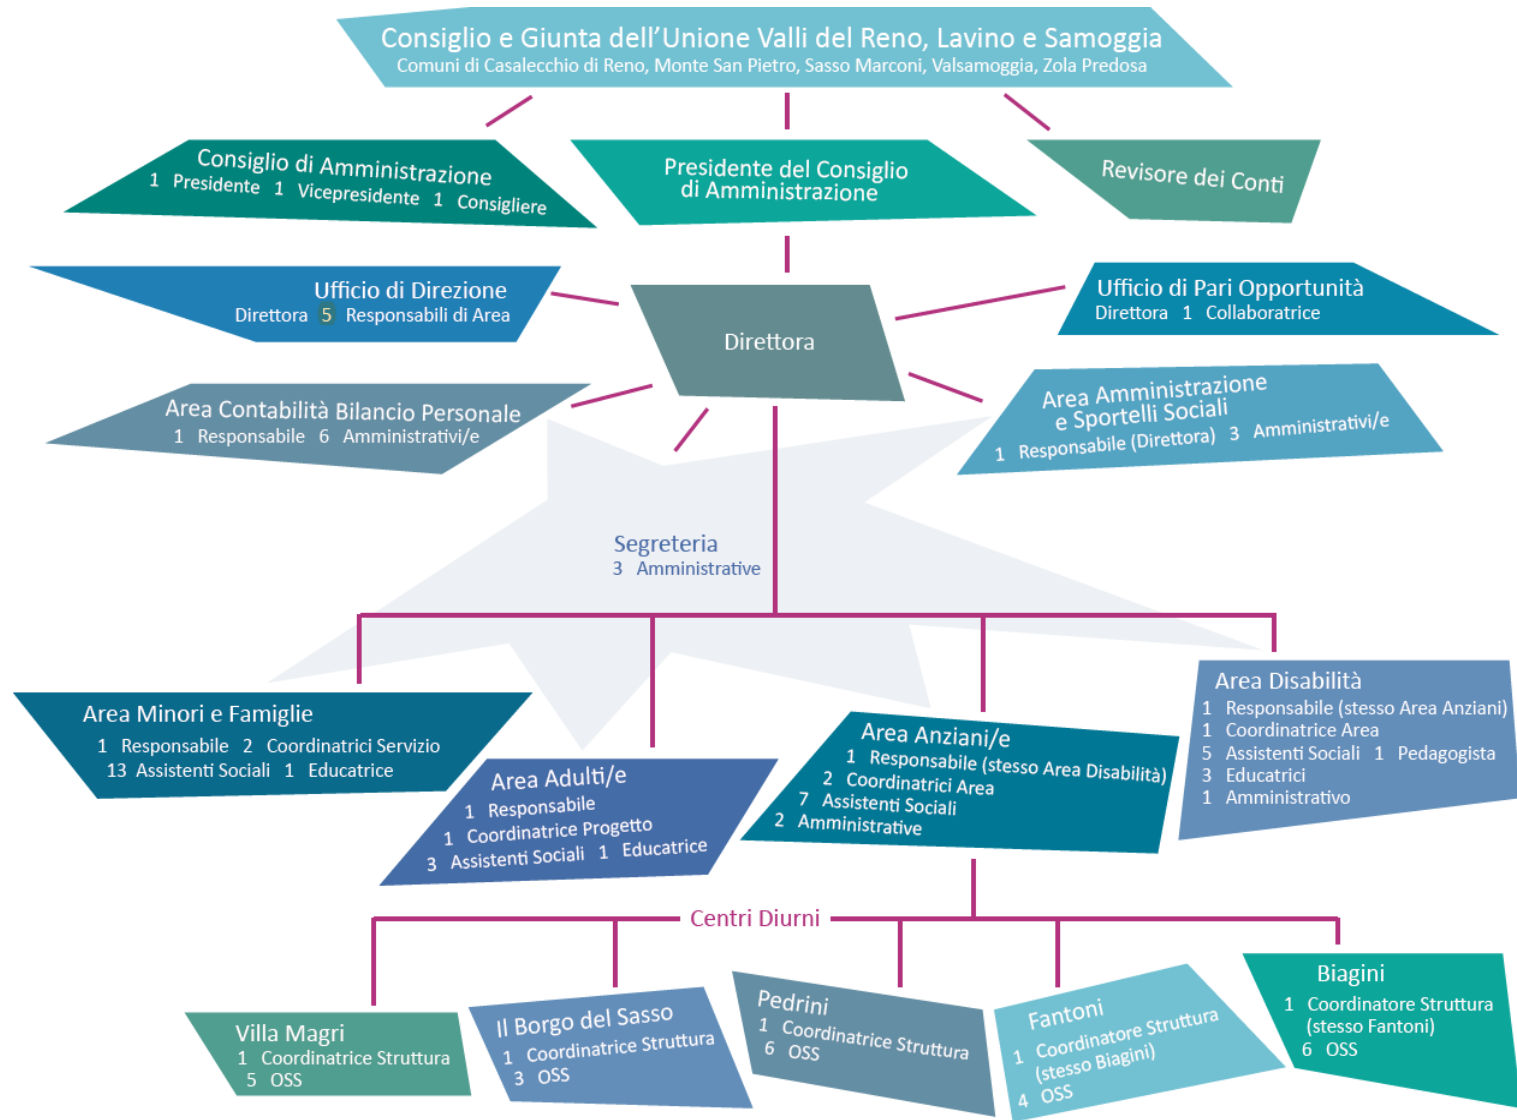 Consiglio e Giunta dell'Unione Valli del Reno, Lavino e Samoggia
Comuni di Casalecchio di Reno, Monte San Pietro, Sasso Marconi, Valsamoggia, Zola Predosa
Consiglio di Amministrazione
1 Presidente 1 Vicepresidente 1 Consigliere
Presidente del Consiglio
di Amministrazione
Revisore dei Conti
Ufficio di Direzione
Direttora 5 Responsabili di Area
Direttora
Ufficio di Pari Opportunità
Direttora 1 Collaboratrice
Area Contabilità Bilancio Personale
1 Responsabile 6 Amministrativi/e
Area Amministrazione
e Sportelli Sociali
1 Responsabile (Direttora) 3 Amministrativi/e
Segreteria
3 Amministrative
Area Minori e Famiglie
1 Responsabile 2 Coordinatrici Servizio
13 Assistenti Sociali 1 Educatrice
Area Adulti/e
1 Responsabile
1 Coordinatrice Progetto
3 Assistenti Sociali 1 Educatrice
Area Anziani/e
1 Responsabile (stesso Area Disabilità)
2 Coordinatrici Area
7 Assistenti Sociali
2 Amministrative
Area Disabilità
1 Responsabile (stesso Area Anziani)
1 Coordinatrice Area
5 Assistenti Sociali 1 Pedagogista
3 Educatrici
1 Amministrativo
Centri Diurni
Villa Magri
1 Coordinatrice Struttura
5 OSS
Il Borgo del Sasso
1 Coordinatrice Struttura
3 OSS
Pedrini
1 Coordinatrice Struttura
6 OSS
Fantoni
1 Coordinatore Struttura
(stesso Biagini)
4 OSS
Biagini
1 Coordinatore Struttura
(stesso Fantoni)
6 OSS